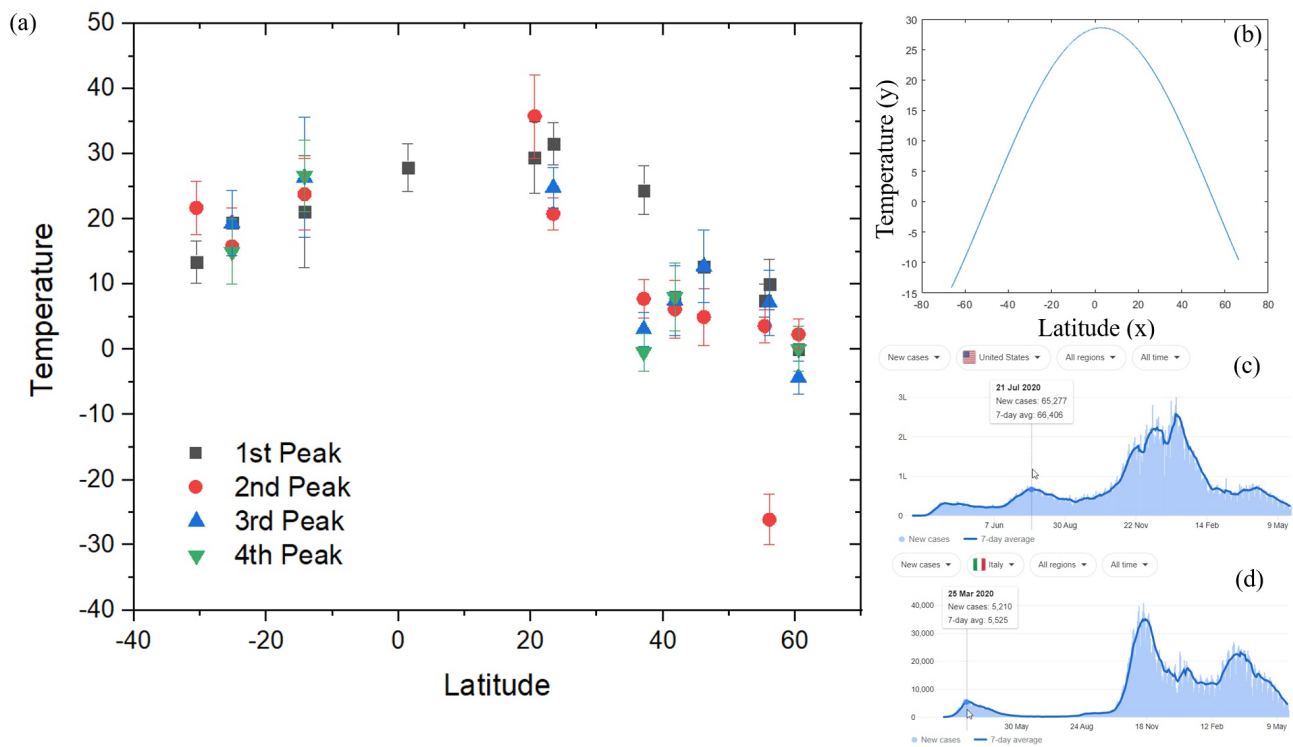 (a)
50
40
30
20
10
0
-10
-20
-30
-40
-40
-20
0
20
40
60
Temperature
Latitude
1st Peak
2nd Peak
3rd Peak
4th Peak
(b)
30
25
20
15
10
5
0
-5
-10
-15
-80
-60
-40
-20
0
20
40
60
80
Temperature (y)
Latitude (x)
(c)
New cases
United States
All regions
All time
21 Jul 2020
New cases: 65,277
7-day avg: 66,406
3L
2L
1L
0
7 Jun
30 Aug
22 Nov
14 Feb
9 May
New cases
7-day average
(d)
New cases
Italy
All regions
All time
25 Mar 2020
New cases: 5,210
7-day avg: 5,525
40,000
30,000
20,000
10,000
0
30 May
24 Aug
18 Nov
12 Feb
9 May
New cases
7-day average